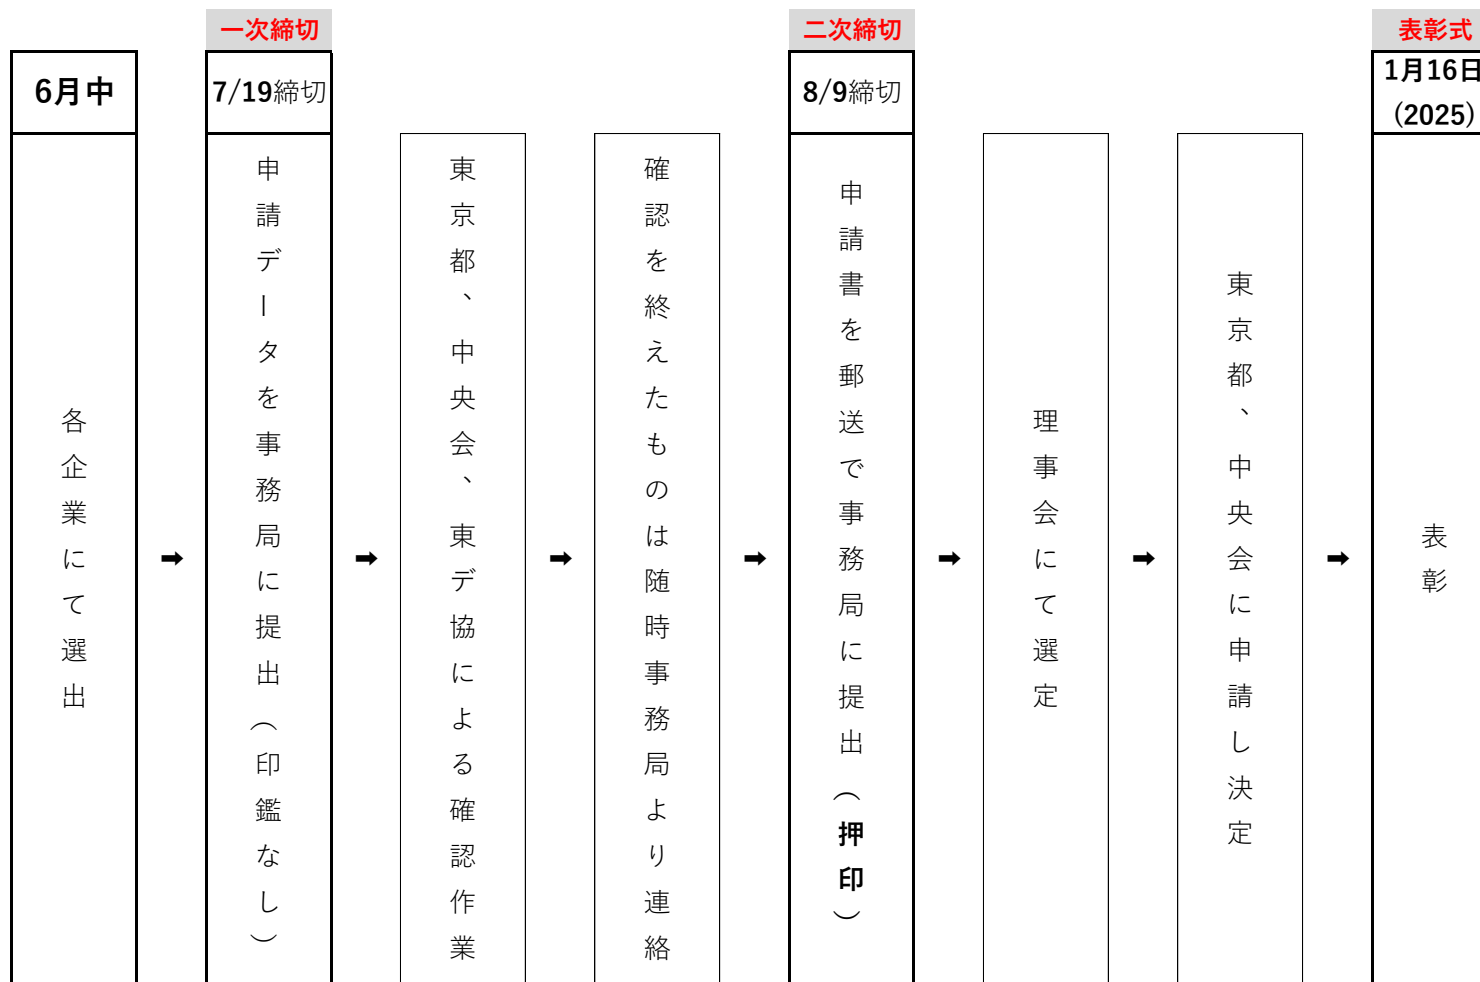 一次締切
二次締切
表彰式
6月中
7/19締切
8/9締切
1月16日
(2025)
各企業にて選出
➡
申請データを事務局に提出（印鑑なし）
➡
東京都、中央会、東デ協による確認作業
➡
確認を終えたものは随時事務局より連絡
➡
申請書を郵送で事務局に提出（押印）
➡
理事会にて選定
➡
東京都、中央会に申請し決定
➡
表彰